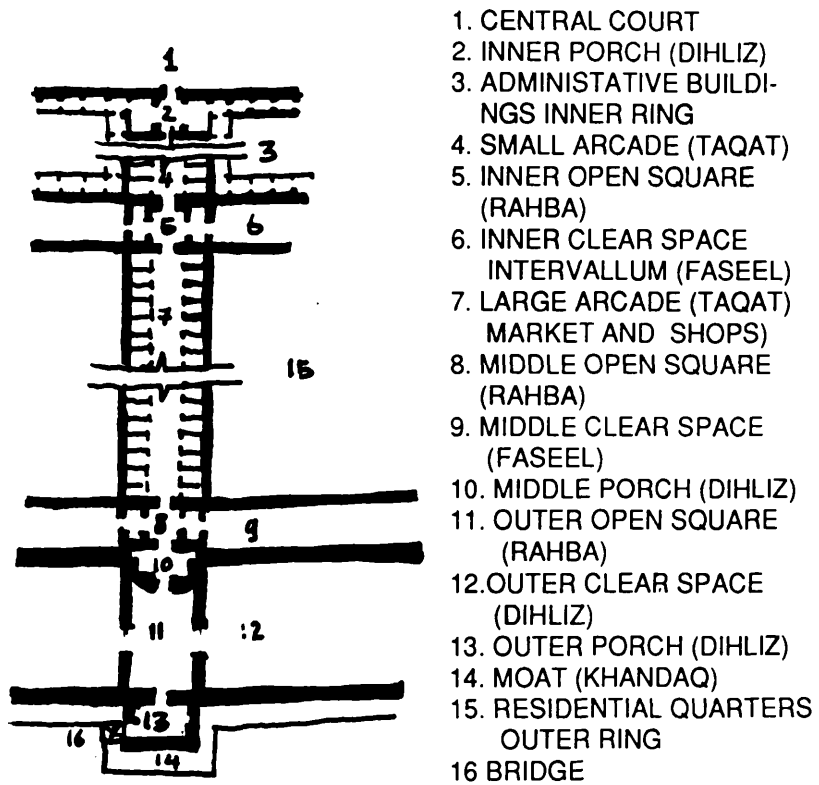 1
2
3
4
5
6
7
15
8
9
10
11
12
13
16
14
1. CENTRAL COURT
2. INNER PORCH (DIHLIZ)
3. ADMINISTATIVE BUILDI-
NGS INNER RING
4. SMALL ARCADE (TAQAT)
5. INNER OPEN SQUARE
(RAHBA)
6. INNER CLEAR SPACE
INTERVALLUM (FASEEL)
7. LARGE ARCADE (TAQAT)
MARKET AND SHOPS)
8. MIDDLE OPEN SQUARE
(RAHBA)
9. MIDDLE CLEAR SPACE
(FASEEL)
10. MIDDLE PORCH (DIHLIZ)
11. OUTER OPEN SQUARE
(RAHBA)
12.OUTER CLEAR SPACE
(DIHLIZ)
13. OUTER PORCH (DIHLIZ)
14. MOAT (KHANDAQ)
15. RESIDENTIAL QUARTERS
OUTER RING
16 BRIDGE